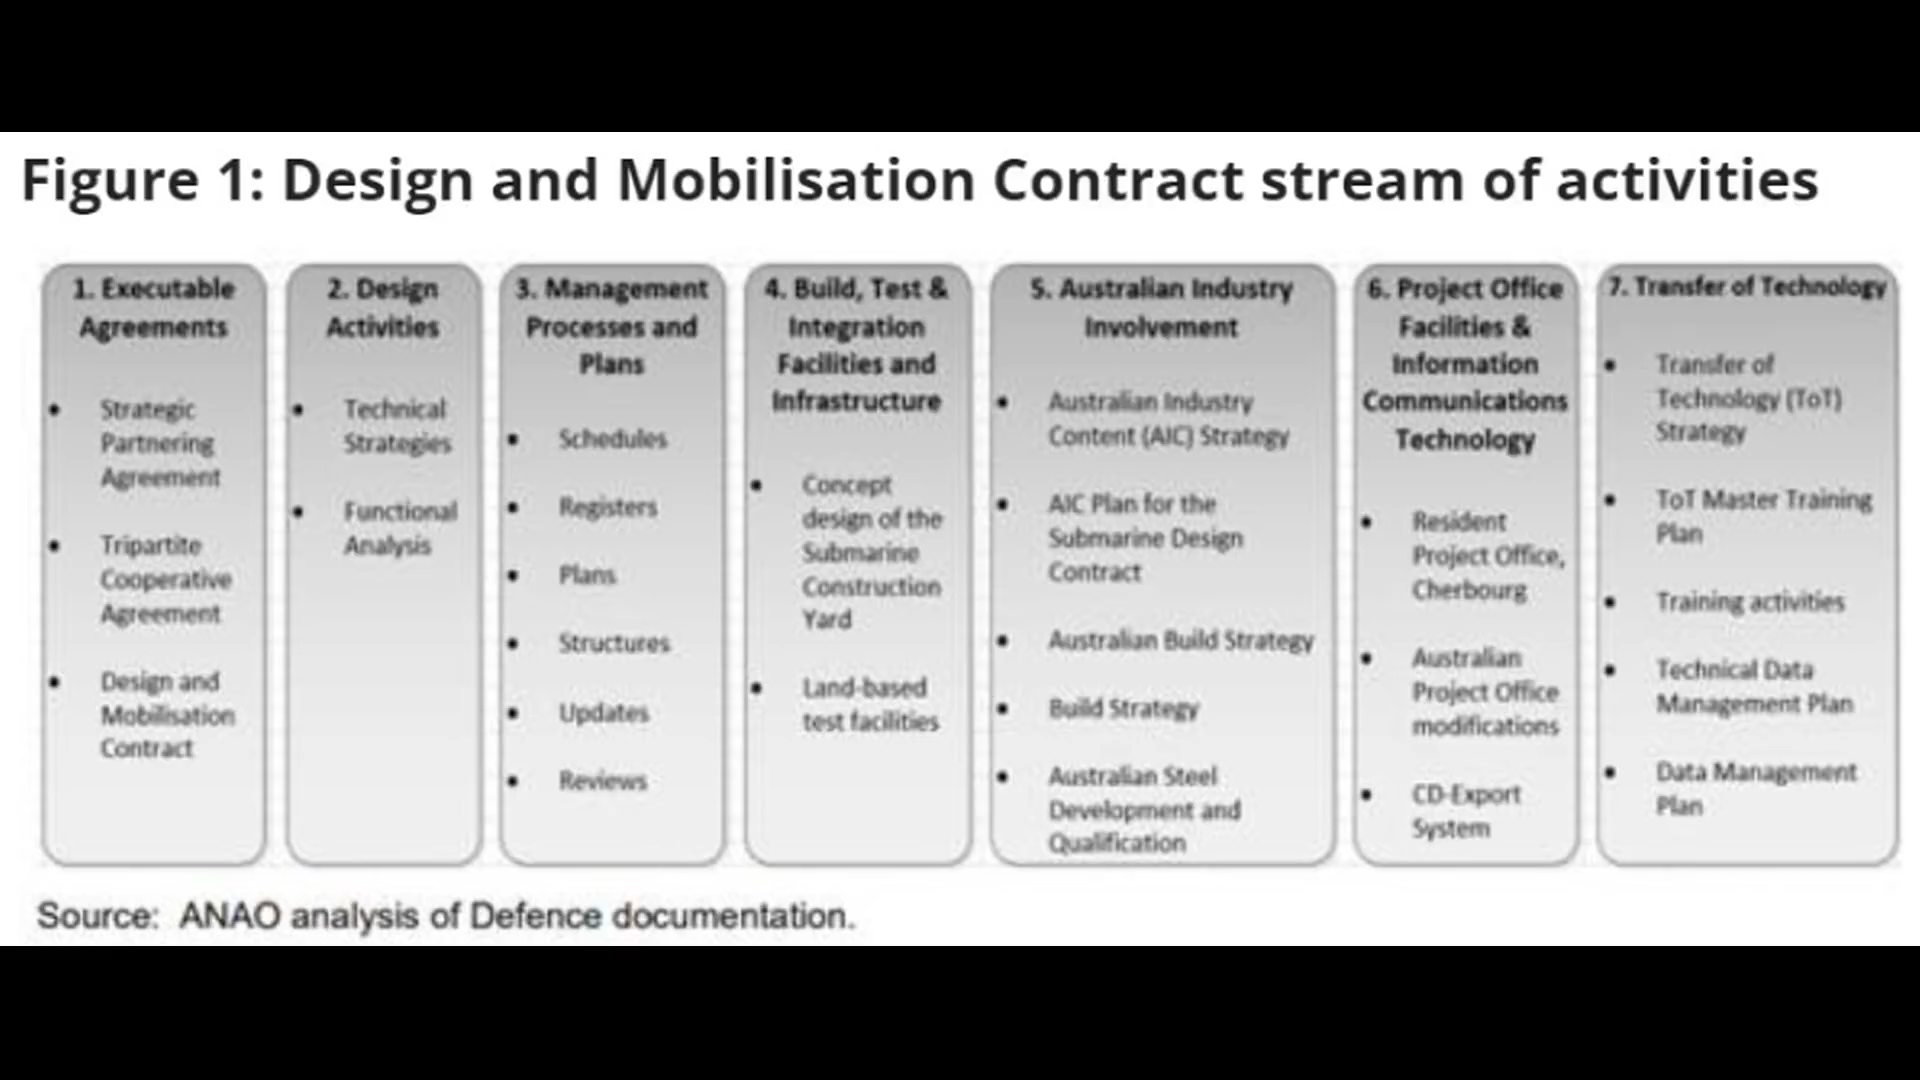 Figure 1: Design and Mobilisation Contract stream of activities
1. Executable
Agreements
• Strategic
Partnering
Agreement
• Tripartite
Cooperative
Agreement
• Design and
Mobilisation
Contract
2. Design
Activities
• Technical
Strategies
• Functional
Analysis
3. Management
Processes and
Plans
• Schedules
• Registers
• Plans
• Structures
• Updates
• Reviews
4. Build, Test &
Integration
Facilities and
Infrastructure
• Concept
design of the
Submarine
Construction
Yard
• Land-based
test facilities
5. Australian Industry
Involvement
• Australian Industry
Content (AIC) Strategy
• AIC Plan for the
Submarine Design
Contract
• Australian Build Strategy
• Build Strategy
• Australian Steel
Development and
Qualification
6. Project Office
Facilities &
Information
Communications
Technology
• Resident
Project Office,
Cherbourg
• Australian
Project Office
modifications
• CD-Export
System
7. Transfer of Technology
• Transfer of
Technology (ToT)
Strategy
• ToT Master Training
Plan
• Training activities
• Technical Data
Management Plan
• Data Management
Plan
Source: ANAO analysis of Defence documentation.